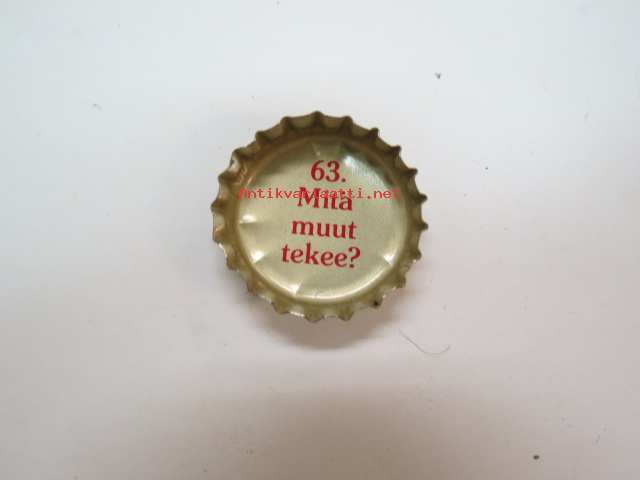 63.
Antikvariaatti.net
Mitä
muut
tekee?